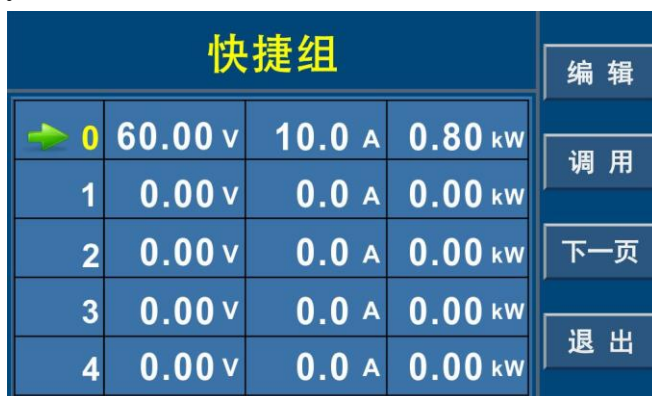 快捷组
编 辑
0 60.00 V 10.0 A 0.80 kW
调 用
1 0.00 V 0.0 A 0.00 kW
2 0.00 V 0.0 A 0.00 kW
下一页
3 0.00 V 0.0 A 0.00 kW
退 出
4 0.00 V 0.0 A 0.00 kW